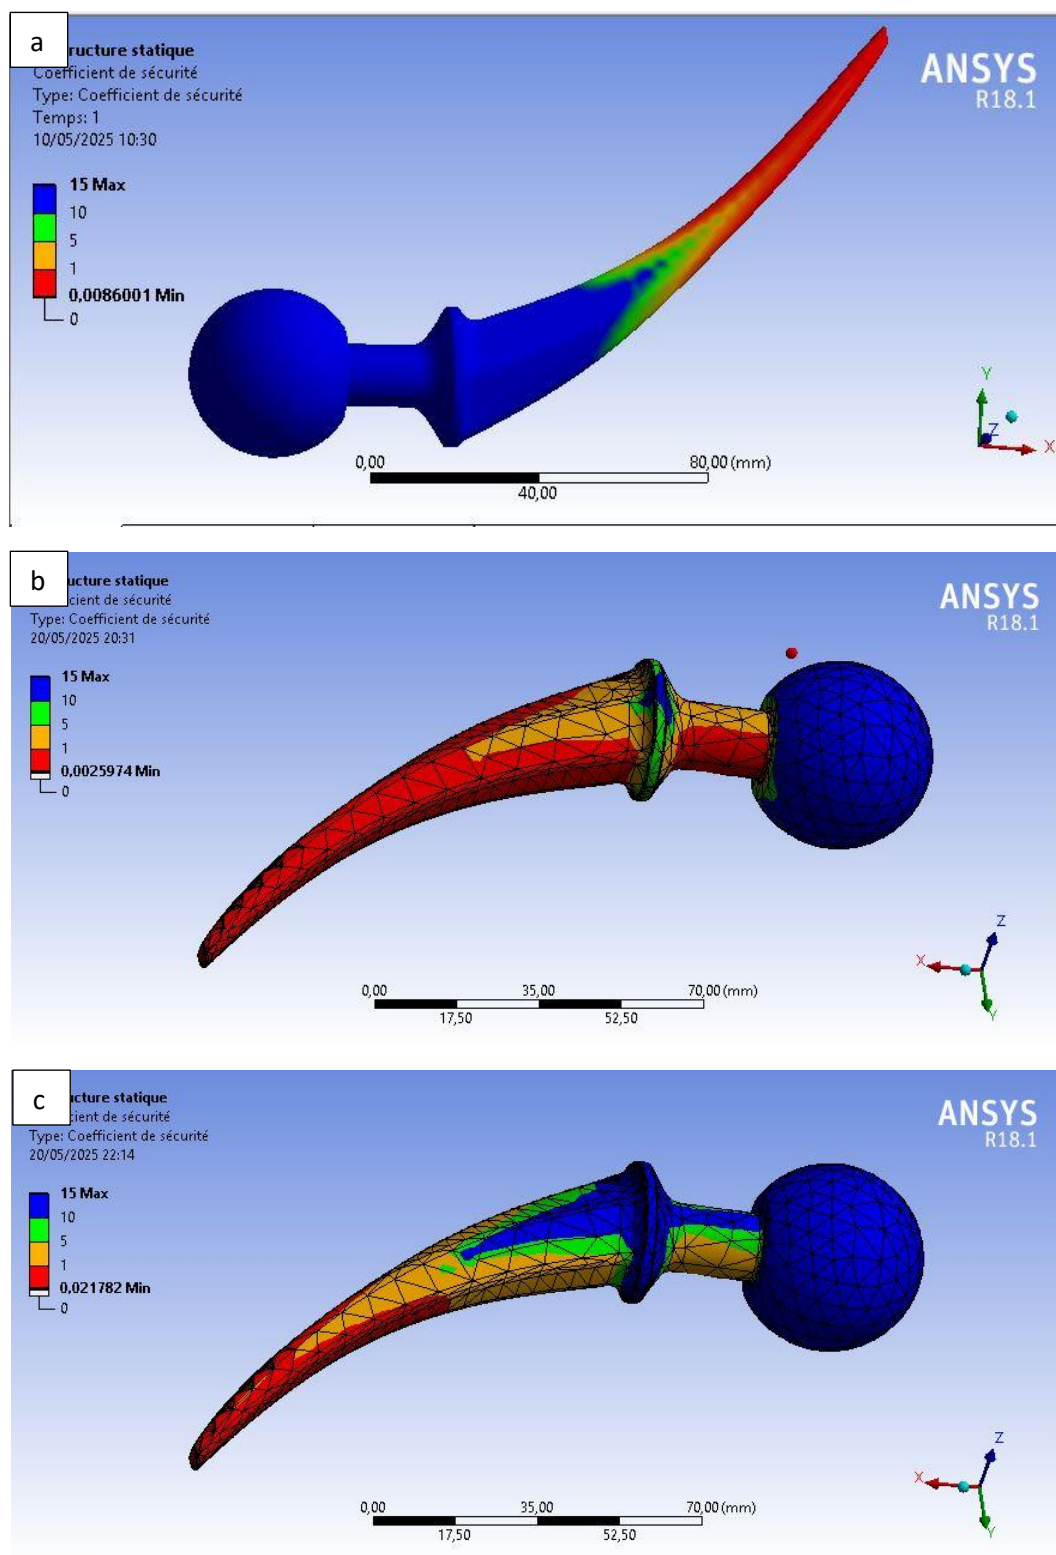 a
ructure statique
Coefficient de sécurité
Type: Coefficient de sécurité
Temps: 1
10/05/2025 10:30
ANSYS
R18.1
15 Max
10
5
1
0,0086001 Min
0
0,00 80,00 (mm)
40,00
Y
Z
X
b
ucture statique
cient de sécurité
Type: Coefficient de sécurité
20/05/2025 20:31
ANSYS
R18.1
15 Max
10
5
1
0,0025974 Min
0
0,00 35,00 70,00 (mm)
17,50 52,50
Z
X
Y
c
ucture statique
cient de sécurité
Type: Coefficient de sécurité
20/05/2025 22:14
ANSYS
R18.1
15 Max
10
5
1
0,021782 Min
0
0,00 35,00 70,00 (mm)
17,50 52,50
Z
X
Y